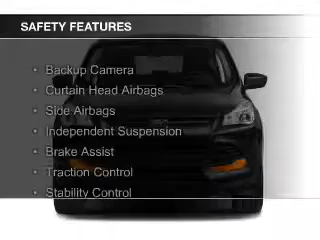 SAFETY FEATURES
• Backup Camera
• Curtain Head Airbags
• Side Airbags
• Independent Suspension
• Brake Assist
• Traction Control
• Stability Control